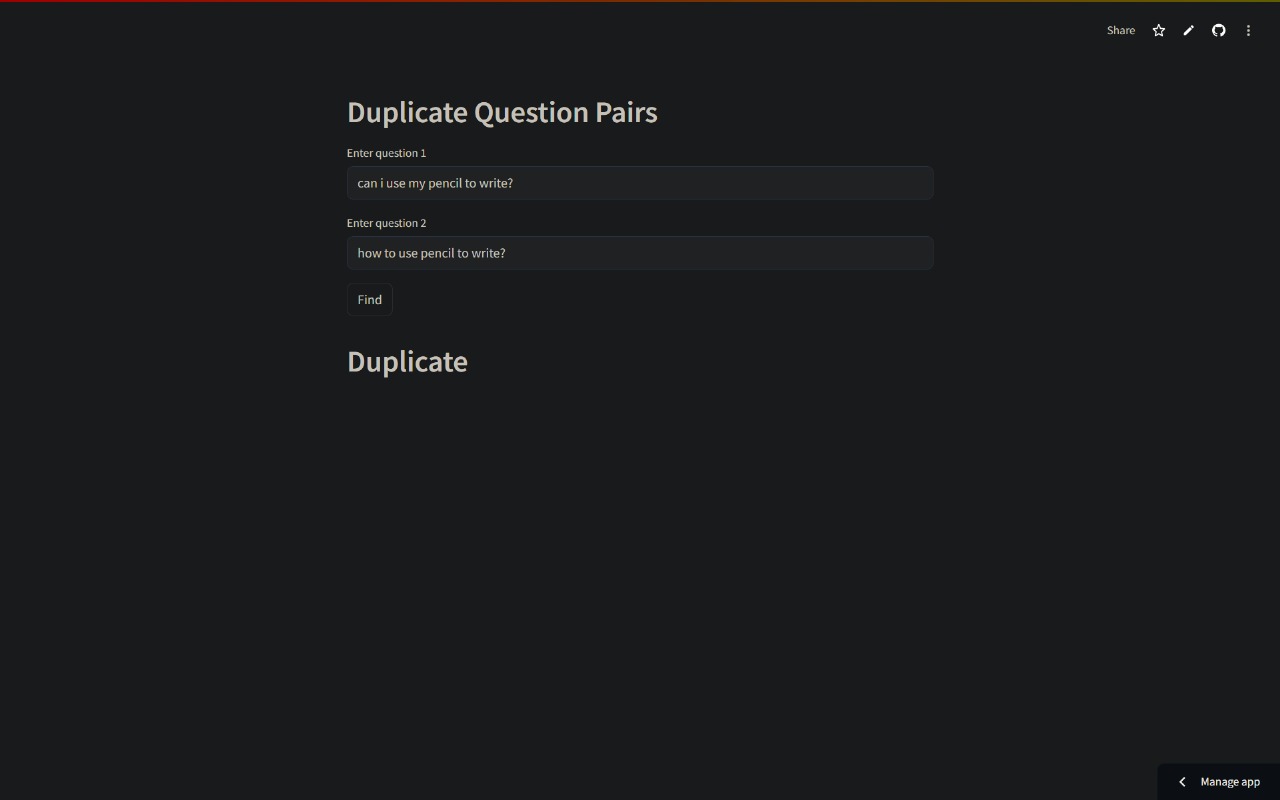 Share
Duplicate Question Pairs
Enter question 1
can i use my pencil to write?
Enter question 2
how to use pencil to write?
Find
Duplicate
Manage app